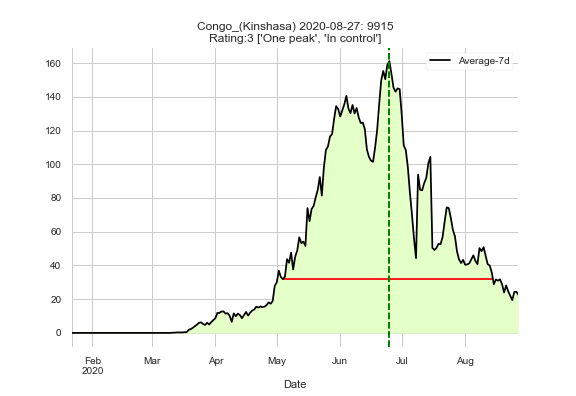 Congo_(Kinshasa) 2020-08-27: 9915
Rating:3 ['One peak', 'In control']
Average-7d
160
140
120
100
80
60
40
20
0
Feb Mar Apr May Jun Jul Aug
2020
Date